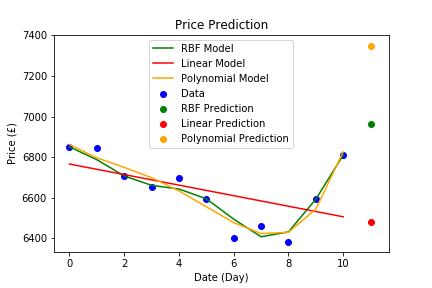 Price Prediction
7400
7200
7000
6800
6600
6400
Price (£)
RBF Model
Linear Model
Polynomial Model
Data
RBF Prediction
Linear Prediction
Polynomial Prediction
0 2 4 6 8 10
Date (Day)